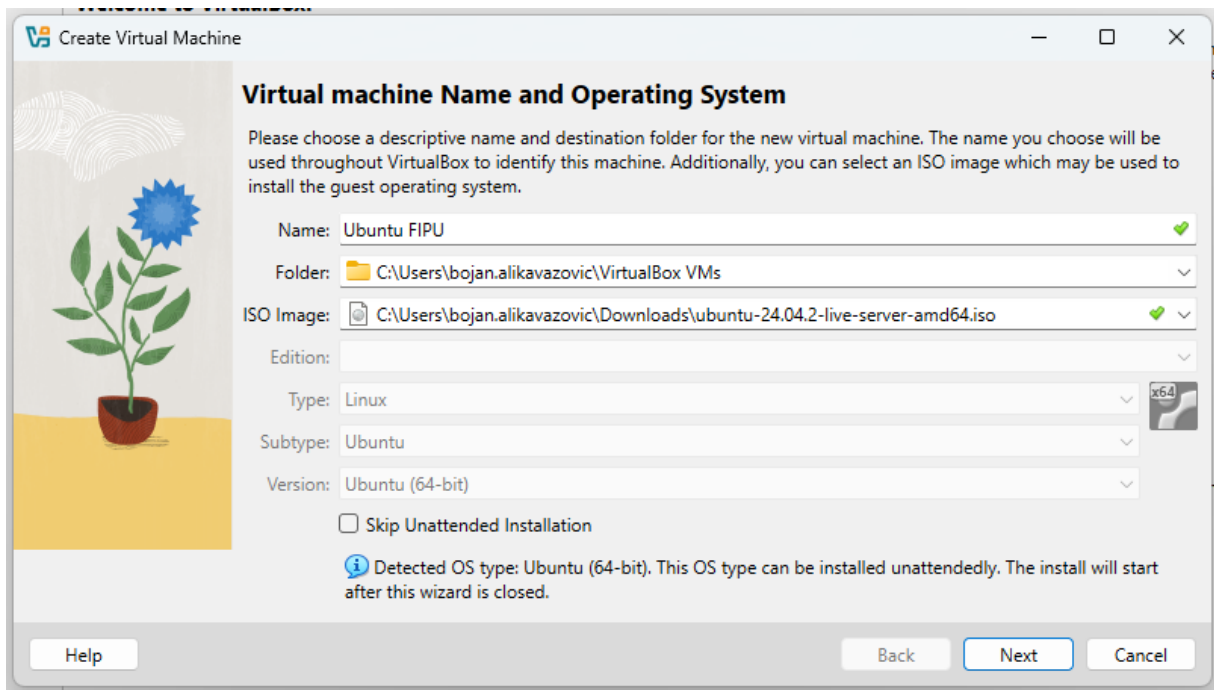 Welcome to VirtualBox!
Create Virtual Machine
Virtual machine Name and Operating System
Please choose a descriptive name and destination folder for the new virtual machine. The name you choose will be
used throughout VirtualBox to identify this machine. Additionally, you can select an ISO image which may be used to
install the guest operating system.
Name: Ubuntu FIPU
Folder: C:\Users\bojan.alikavazovic\VirtualBox VMs
ISO Image: C:\Users\bojan.alikavazovic\Downloads\ubuntu-24.04.2-live-server-amd64.iso
Edition:
Type: Linux
x64
Subtype: Ubuntu
Version: Ubuntu (64-bit)
Skip Unattended Installation
Detected OS type: Ubuntu (64-bit). This OS type can be installed unattendedly. The install will start
after this wizard is closed.
Help Back Next Cancel